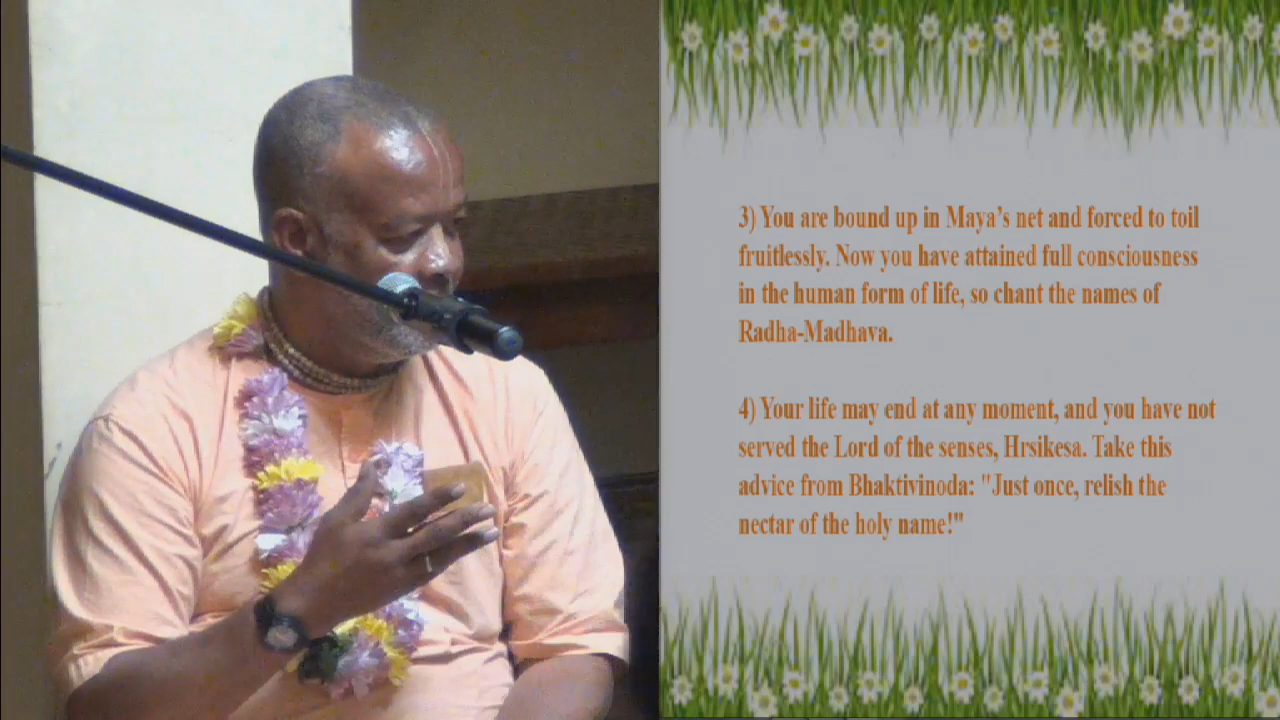 3) You are bound up in Maya’s net and forced to toil
fruitlessly. Now you have attained full consciousness
in the human form of life, so chant the names of
Radha-Madhava.
4) Your life may end at any moment, and you have not
served the Lord of the senses, Hrsikesa. Take this
advice from Bhaktivinoda: "Just once, relish the
nectar of the holy name!"